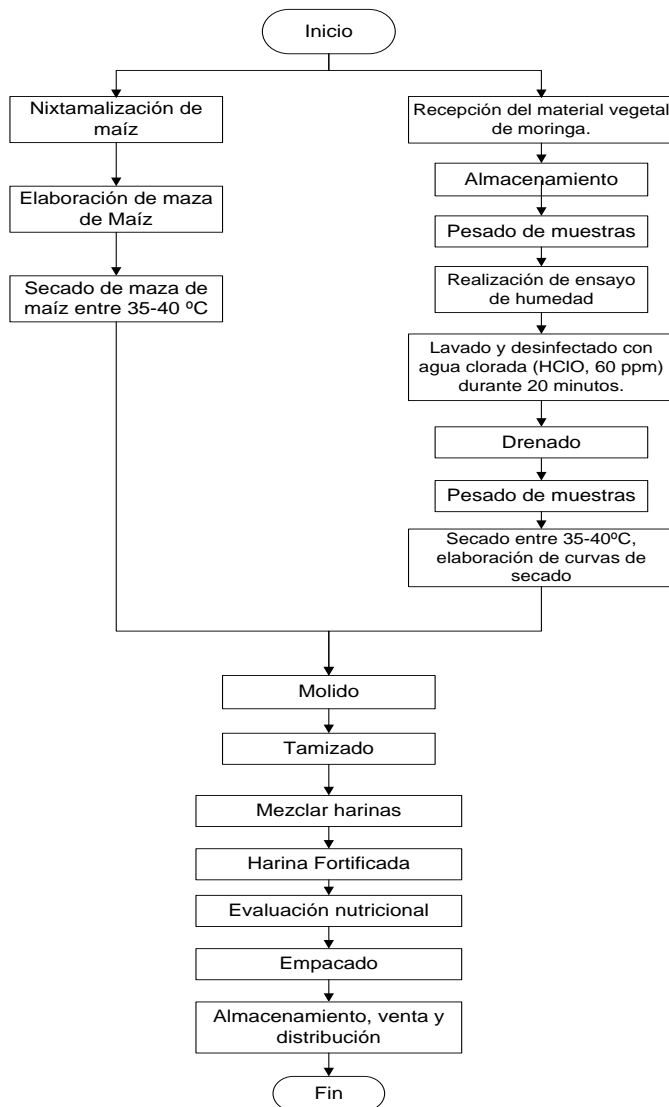 Inicio
Nixtamalización de
maíz
Elaboración de maza
de Maíz
Secado de maza de
maíz entre 35-40 ºC
Recepción del material vegetal
de moringa.
Almacenamiento
Pesado de muestras
Realización de ensayo
de humedad
Lavado y desinfectado con
agua clorada (HClO, 60 ppm)
durante 20 minutos.
Drenado
Pesado de muestras
Secado entre 35-40ºC,
elaboración de curvas de
secado
Molido
Tamizado
Mezclar harinas
Harina Fortificada
Evaluación nutricional
Empacado
Almacenamiento, venta y
distribución
Fin